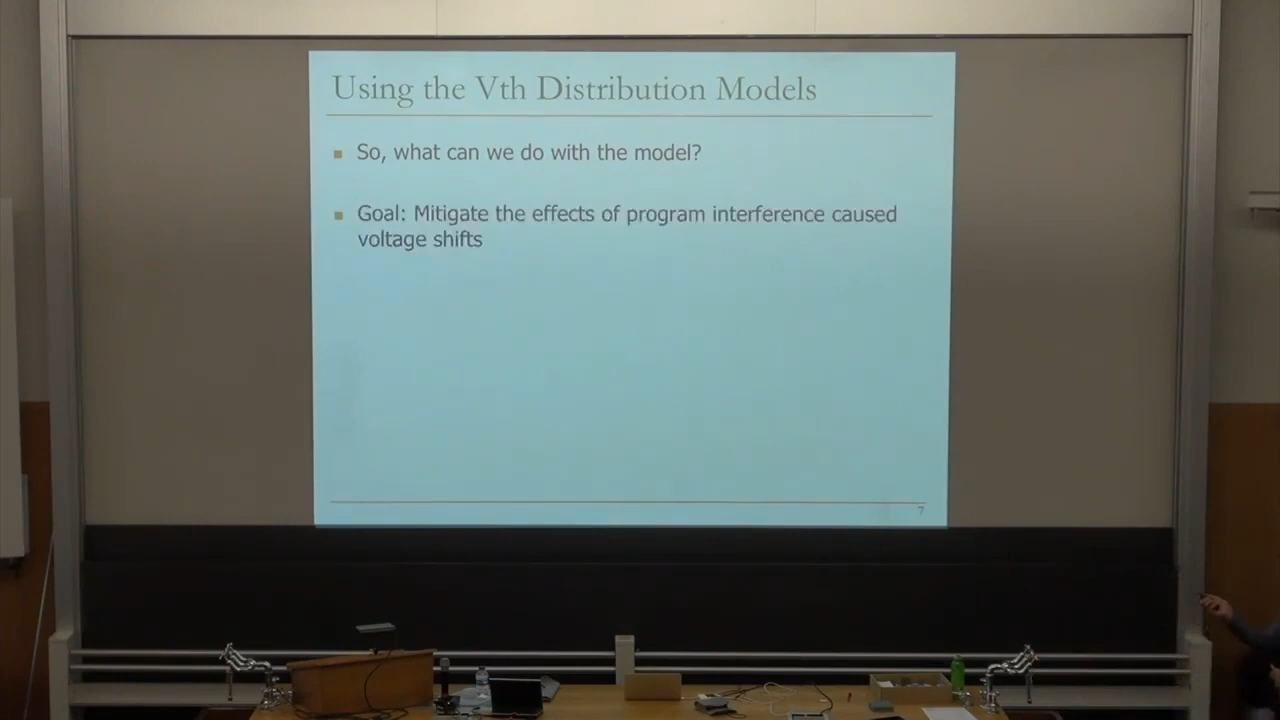 Using the Vth Distribution Models
So, what can we do with the model?
Goal: Mitigate the effects of program interference caused
voltage shifts
7